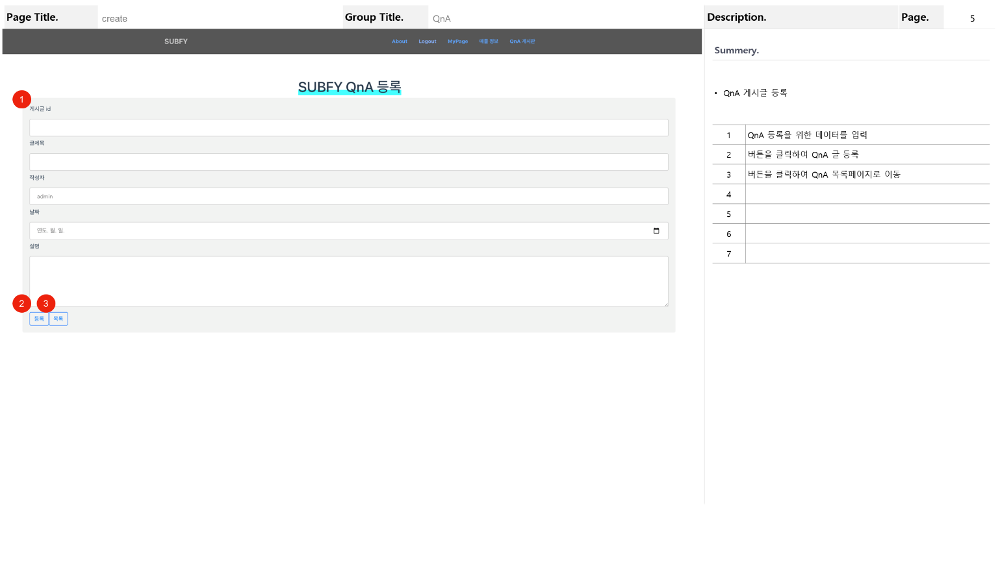 Page Title. create Group Title. QnA Description. Page. 5
SUBFY About Logout MyPage 매물 정보 QnA 게시판
Summery.
SUBFY QnA 등록
1
게시글 id
글제목
작성자
admin
날짜
연도. 월. 일.
설명
2 3
등록 목록
• QnA 게시글 등록
1 QnA 등록을 위한 데이터를 입력
2 버튼을 클릭하여 QnA 글 등록
3 버튼을 클릭하여 QnA 목록페이지로 이동
4
5
6
7